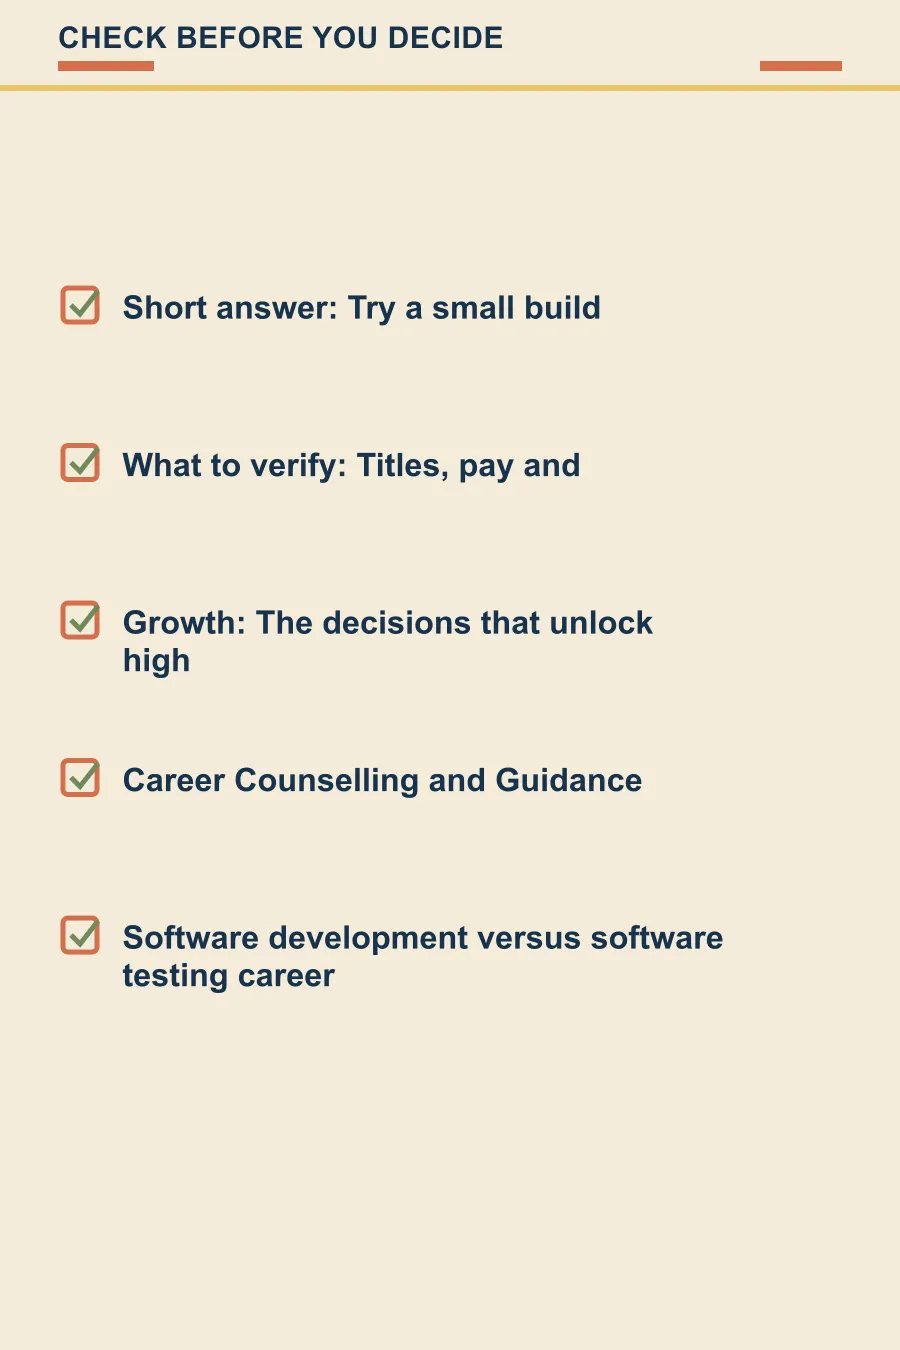 CHECK BEFORE YOU DECIDE
Short answer: Try a small build
What to verify: Titles, pay and
Growth: The decisions that unlock
high
Career Counselling and Guidance
Software development versus software
testing career